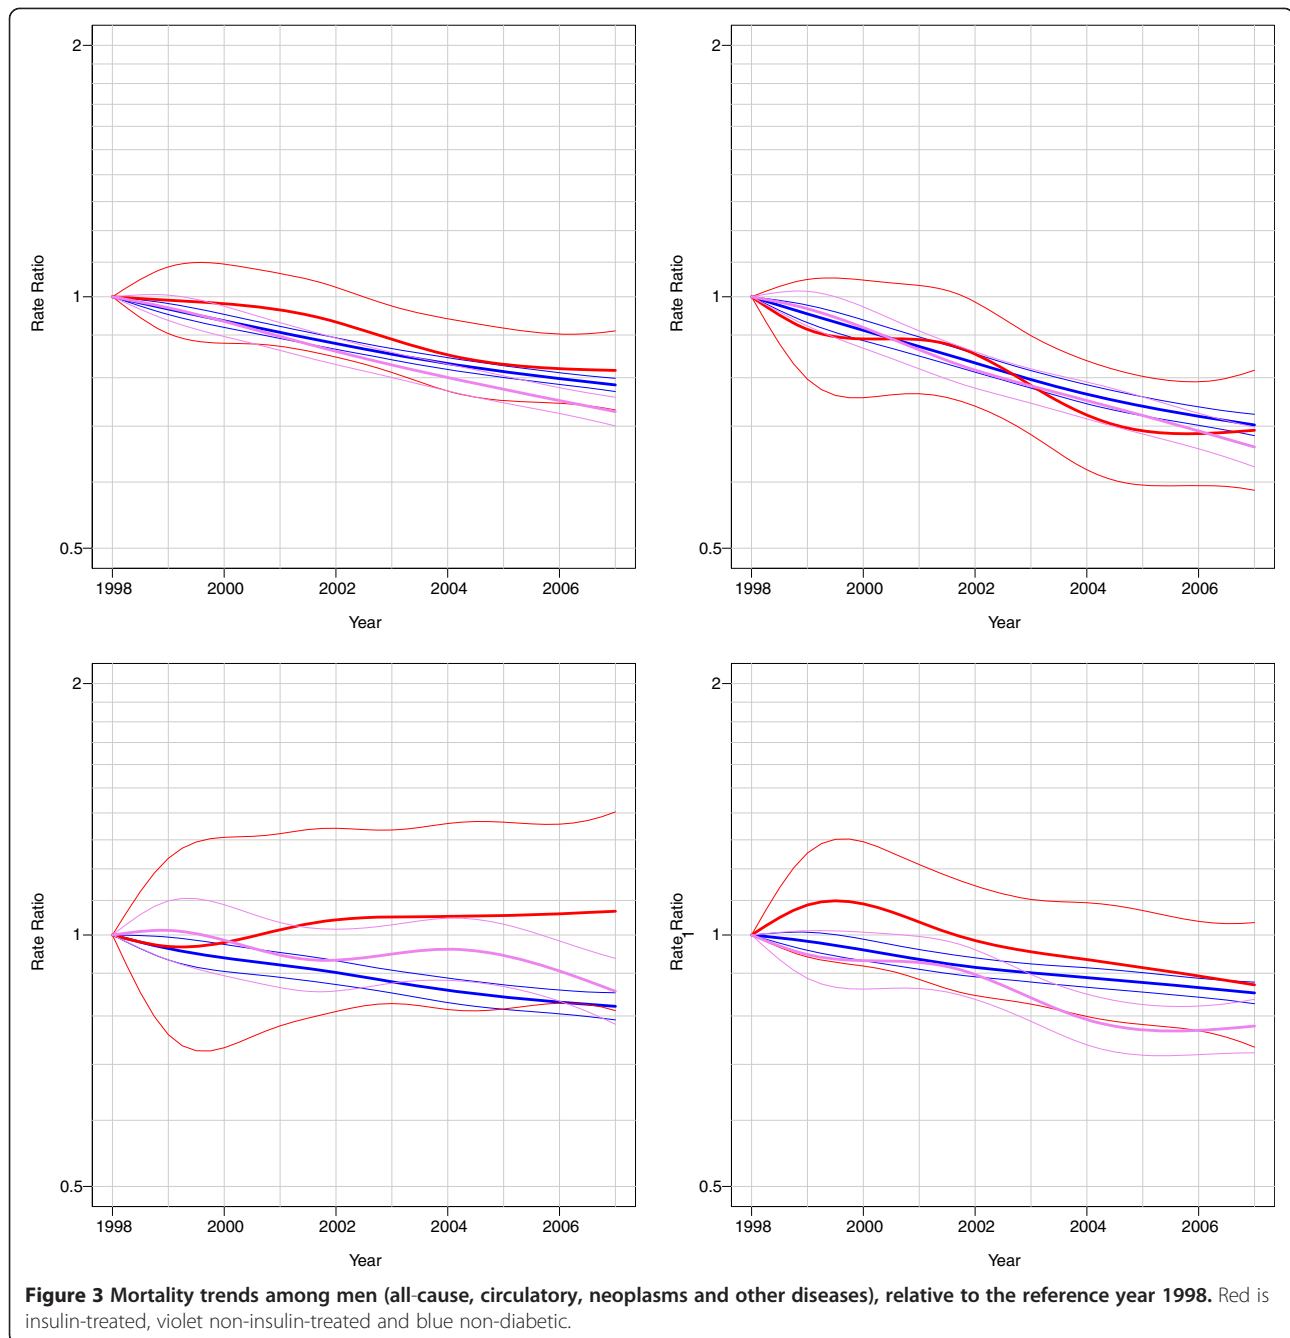 2
1
0.5
Rate Ratio
1998 2000 2002 2004 2006
Year
2
1
0.5
Rate Ratio
1998 2000 2002 2004 2006
Year
2
1
0.5
Rate Ratio
1998 2000 2002 2004 2006
Year
2
1
0.5
Rate Ratio
1998 2000 2002 2004 2006
Year
Figure 3 Mortality trends among men (all-cause, circulatory, neoplasms and other diseases), relative to the reference year 1998. Red is
insulin-treated, violet non-insulin-treated and blue non-diabetic.